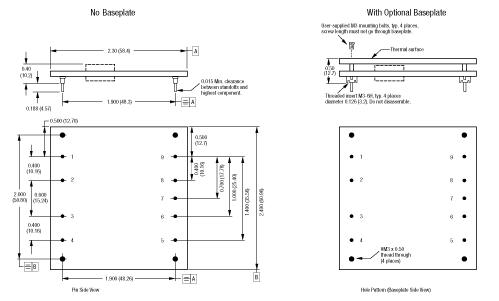 No Baseplate
With Optional Baseplate
User-supplied M3 mounting bolts, typ. 4 places,
screw length must not go through baseplate.
2.30 (58.4)
A
Thermal surface
0.40
(10.2)
0.50
(12.7)
0.015 Min. clearance
between standoffs and
highest component.
0.180 (4.57)
1.900 (48.3)
A
Threaded insert M3-6H, typ. 4 places
diameter 0.126 (3.2). Do not disassemble.
0.500 (12.70)
0.500
(12.7)
1
9
1
9
0.400
(10.16)
0.400
(10.16)
2
8
2
8
0.700 (17.78)
1.000 (25.40)
1.400 (35.56)
2.400 (60.96)
2.000
(50.80)
0.600
(15.24)
7
7
3
6
3
6
0.400
(10.16)
4
5
4
5
B
B
1.900 (48.26)
A
#M3 x 0.50
thread through
(4 places)
Pin Side View
Hole Pattern (Baseplate Side View)